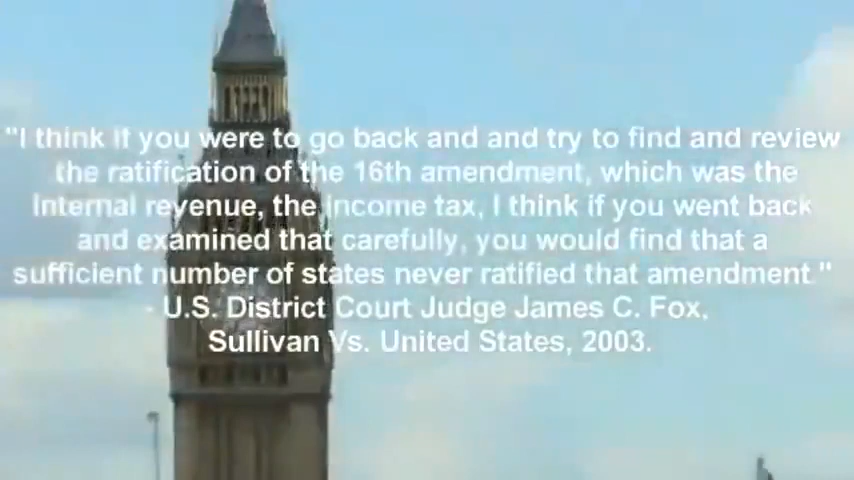 "I think if you were to go back and and try to find and review
the ratification of the 16th amendment, which was the
internal revenue, the income tax, I think if you went back
and examined that carefully, you would find that a
sufficient number of states never ratified that amendment."
- U.S. District Court Judge James C. Fox,
Sullivan Vs. United States, 2003.